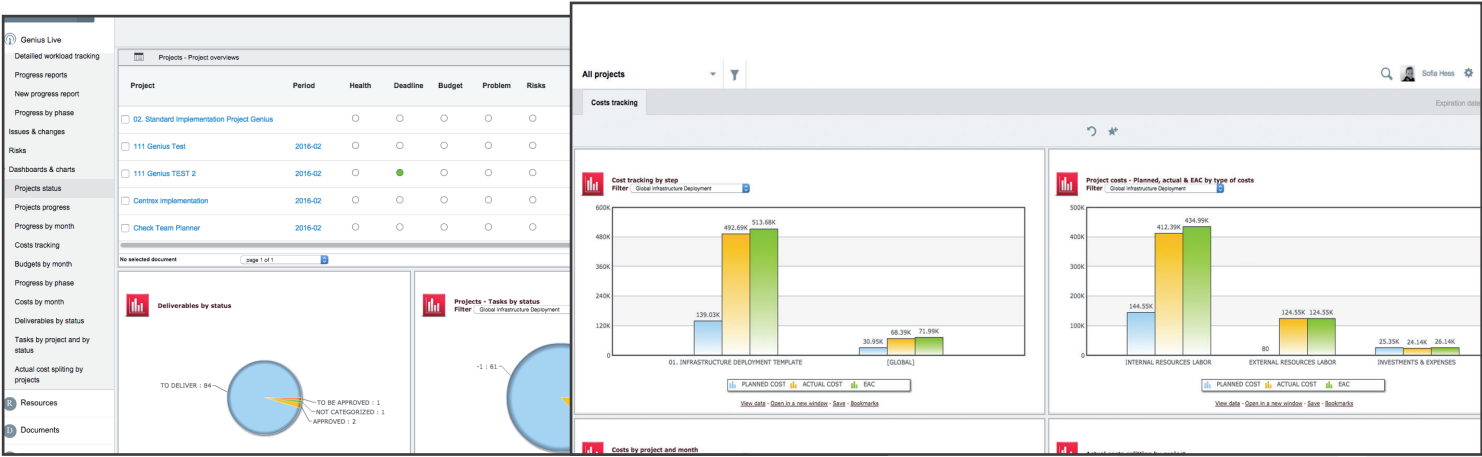 Genius Live
Detailled workload tracking
Progress reports
New progress report
Progress by phase
Issues & changes
Risks
Dashboards & charts
Projects status
Projects progress
Progress by month
Costs tracking
Budgets by month
Progress by phase
Costs by month
Deliverables by status
Tasks by project and by
status
Actual cost spliting by
projects
R Resources
D Documents
Projects - Project overviews
Project Period Health Deadline Budget Problem Risks
02. Standard Implementation Project Genius
111 Genius Test 2016-02
111 Genius TEST 2 2016-02
Centrex implementation 2016-02
Check Team Planner 2016-02
No selected document page 1 of 1
Deliverables by status
TO DELIVER : 84
TO BE APPROVED : 1
NOT CATEGORIZED : 1
APPROVED : 2
Projects - Tasks by status
Filter Global Infrastructure Deployment
-1 : 61
All projects
Sofia Hess
Costs tracking
Expiration date
Cost tracking by step
Filter Global Infrastructure Deployment
600K
480K
360K
240K
120K
0
139.03K
492.69K
513.68K
30.95K
68.39K
71.99K
01. INFRASTRUCTURE DEPLOYMENT TEMPLATE
[GLOBAL]
PLANNED COST ACTUAL COST EAC
View data - Open in a new window - Save - Bookmarks
Project costs - Planned, actual & EAC by type of costs
Filter Global Infrastructure Deployment
500K
400K
300K
200K
100K
0
144.55K
412.39K
434.99K
80
124.55K
124.55K
25.35K
24.14K
26.14K
INTERNAL RESOURCES LABOR
EXTERNAL RESOURCES LABOR
INVESTMENTS & EXPENSES
PLANNED COST ACTUAL COST EAC
View data - Open in a new window - Save - Bookmarks
Costs by project and month